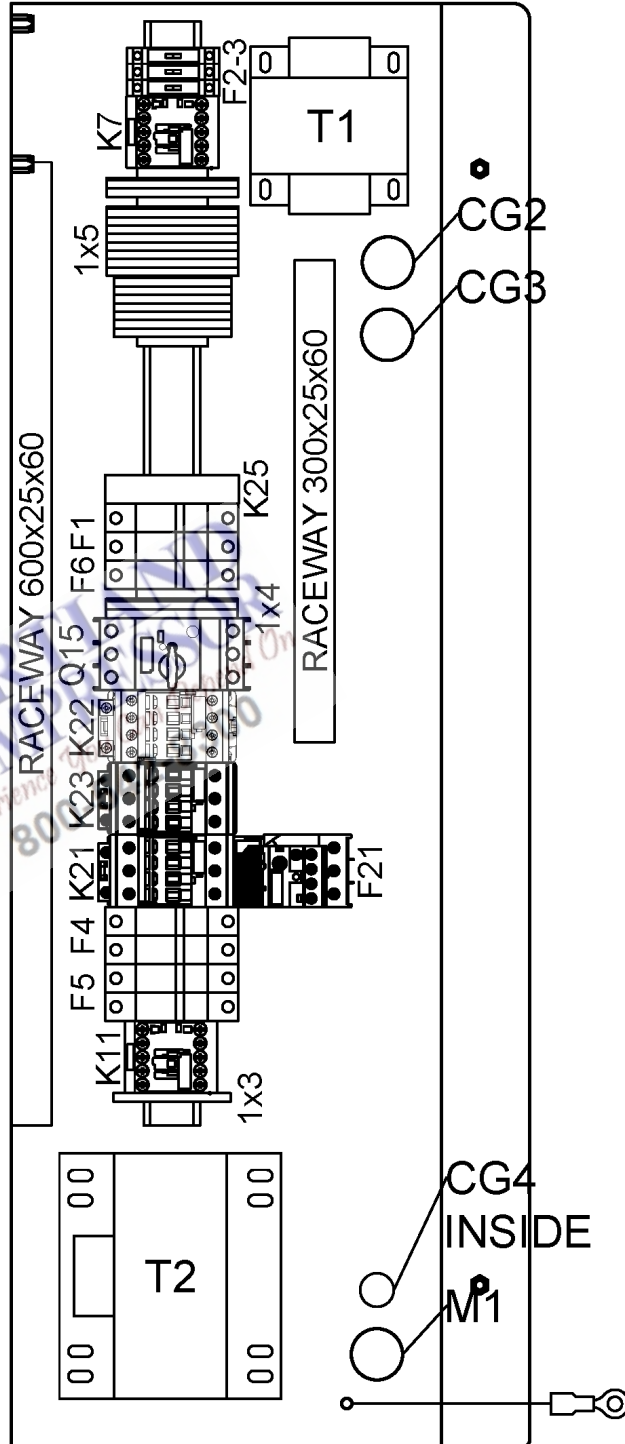 F2-3
T1
K7
CG2
1x5
CG3
RACEWAY 300x25x60
RACEWAY 600x25x60
K25
F6 F1
1x4
Q15
K22
K23
K21
F21
F4
F5
K11
1x3
CG4
INSIDE
T2
M1